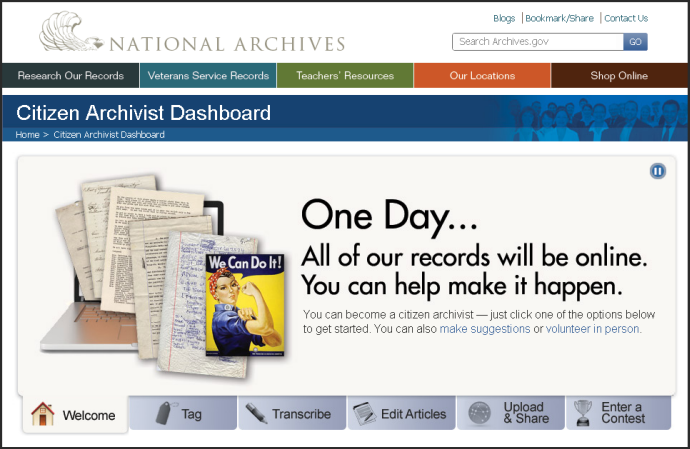 Blogs | Bookmark/Share | Contact Us
NATIONAL ARCHIVES
Search Archives.gov GO
Research Our Records Veterans Service Records Teachers' Resources Our Locations Shop Online
Citizen Archivist Dashboard
Home > Citizen Archivist Dashboard
We Can Do It!
One Day...
All of our records will be online.
You can help make it happen.
You can become a citizen archivist — just click one of the options below
to get started. You can also make suggestions or volunteer in person.
Welcome Tag Transcribe Edit Articles Upload & Share Enter a Contest